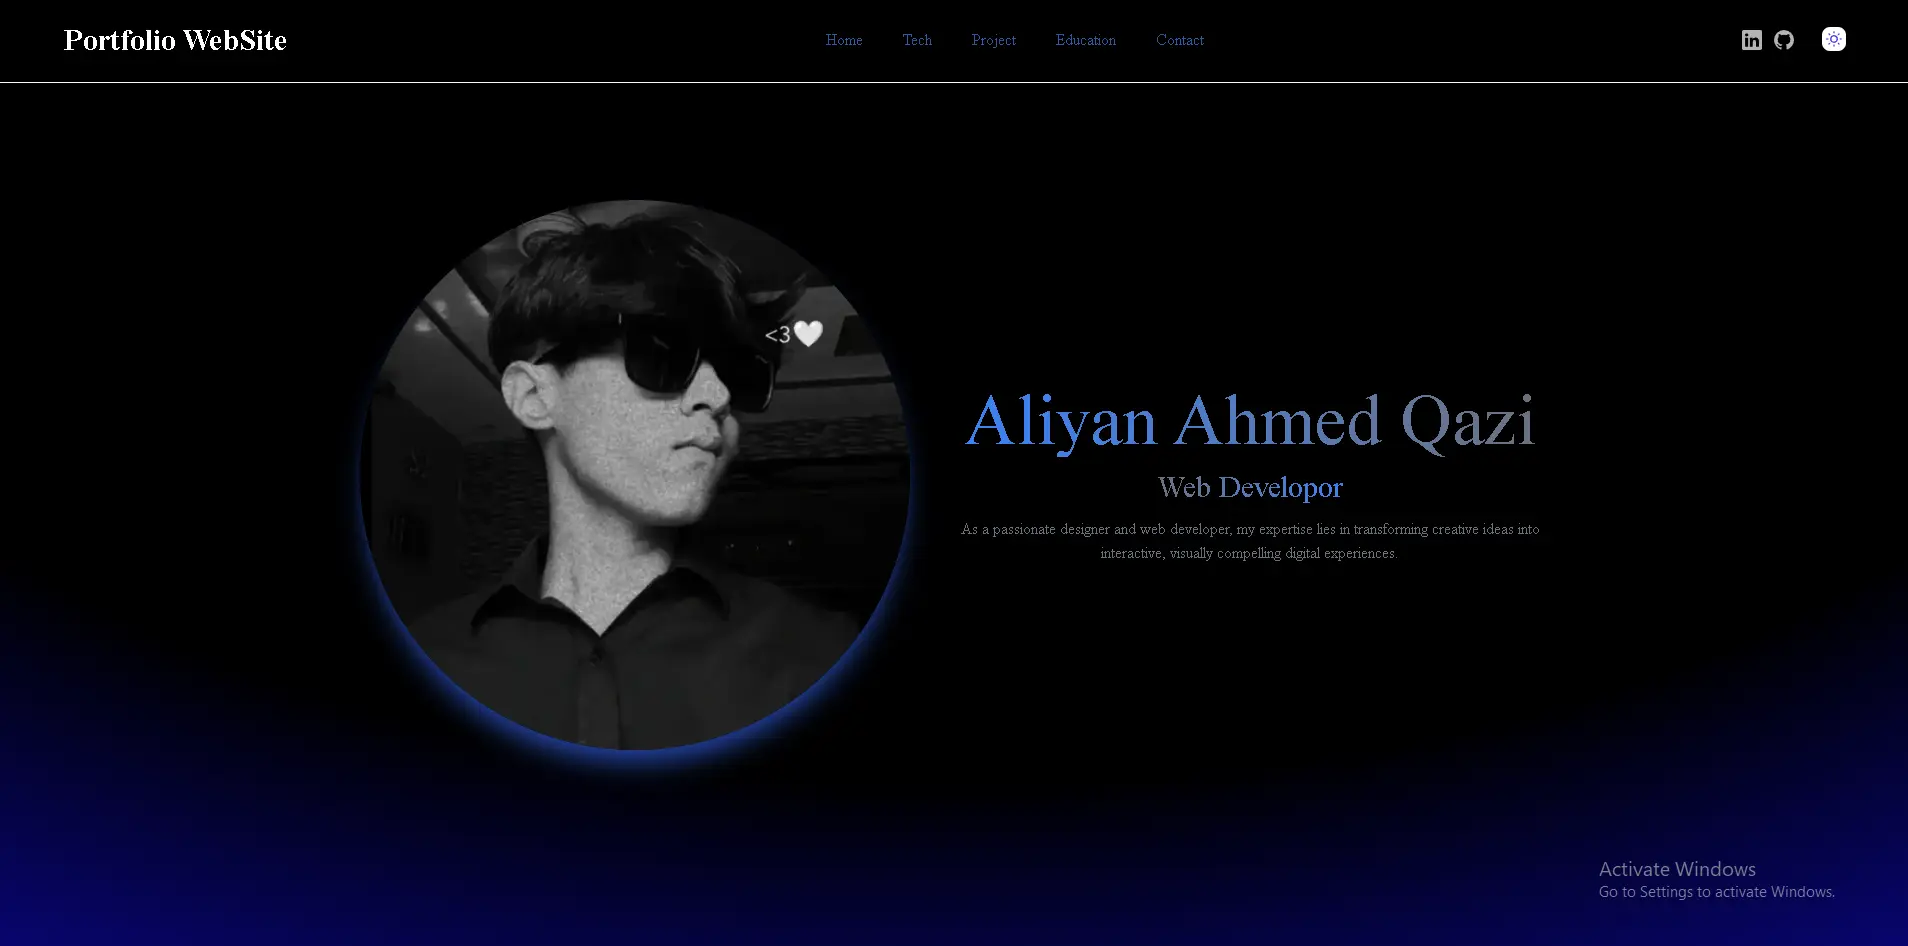 Portfolio WebSite
Home Tech Project Education Contact
<3🤍
Aliyan Ahmed Qazi
Web Developor
As a passionate designer and web developer, my expertise lies in transforming creative ideas into
interactive, visually compelling digital experiences.
Activate Windows
Go to Settings to activate Windows.